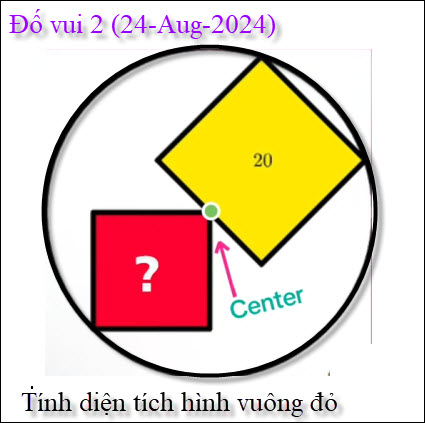 Đố vui 2 (24-Aug-2024)
20
?
Center
Tính diện tích hình vuông đỏ